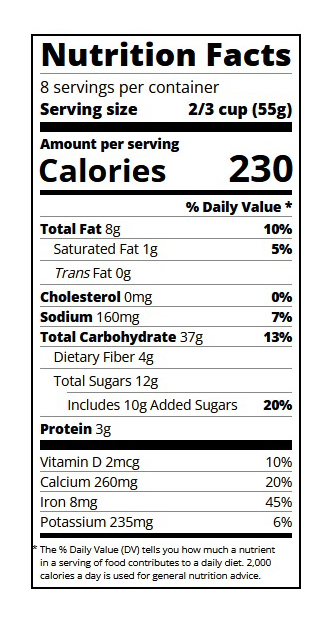 Nutrition Facts
8 servings per container
Serving size 2/3 cup (55g)
Amount per serving
Calories 230
% Daily Value *
Total Fat 8g 10%
Saturated Fat 1g 5%
Trans Fat 0g
Cholesterol 0mg 0%
Sodium 160mg 7%
Total Carbohydrate 37g 13%
Dietary Fiber 4g
Total Sugars 12g
Includes 10g Added Sugars 20%
Protein 3g
Vitamin D 2mcg 10%
Calcium 260mg 20%
Iron 8mg 45%
Potassium 235mg 6%
* The % Daily Value (DV) tells you how much a nutrient
in a serving of food contributes to a daily diet. 2,000
calories a day is used for general nutrition advice.